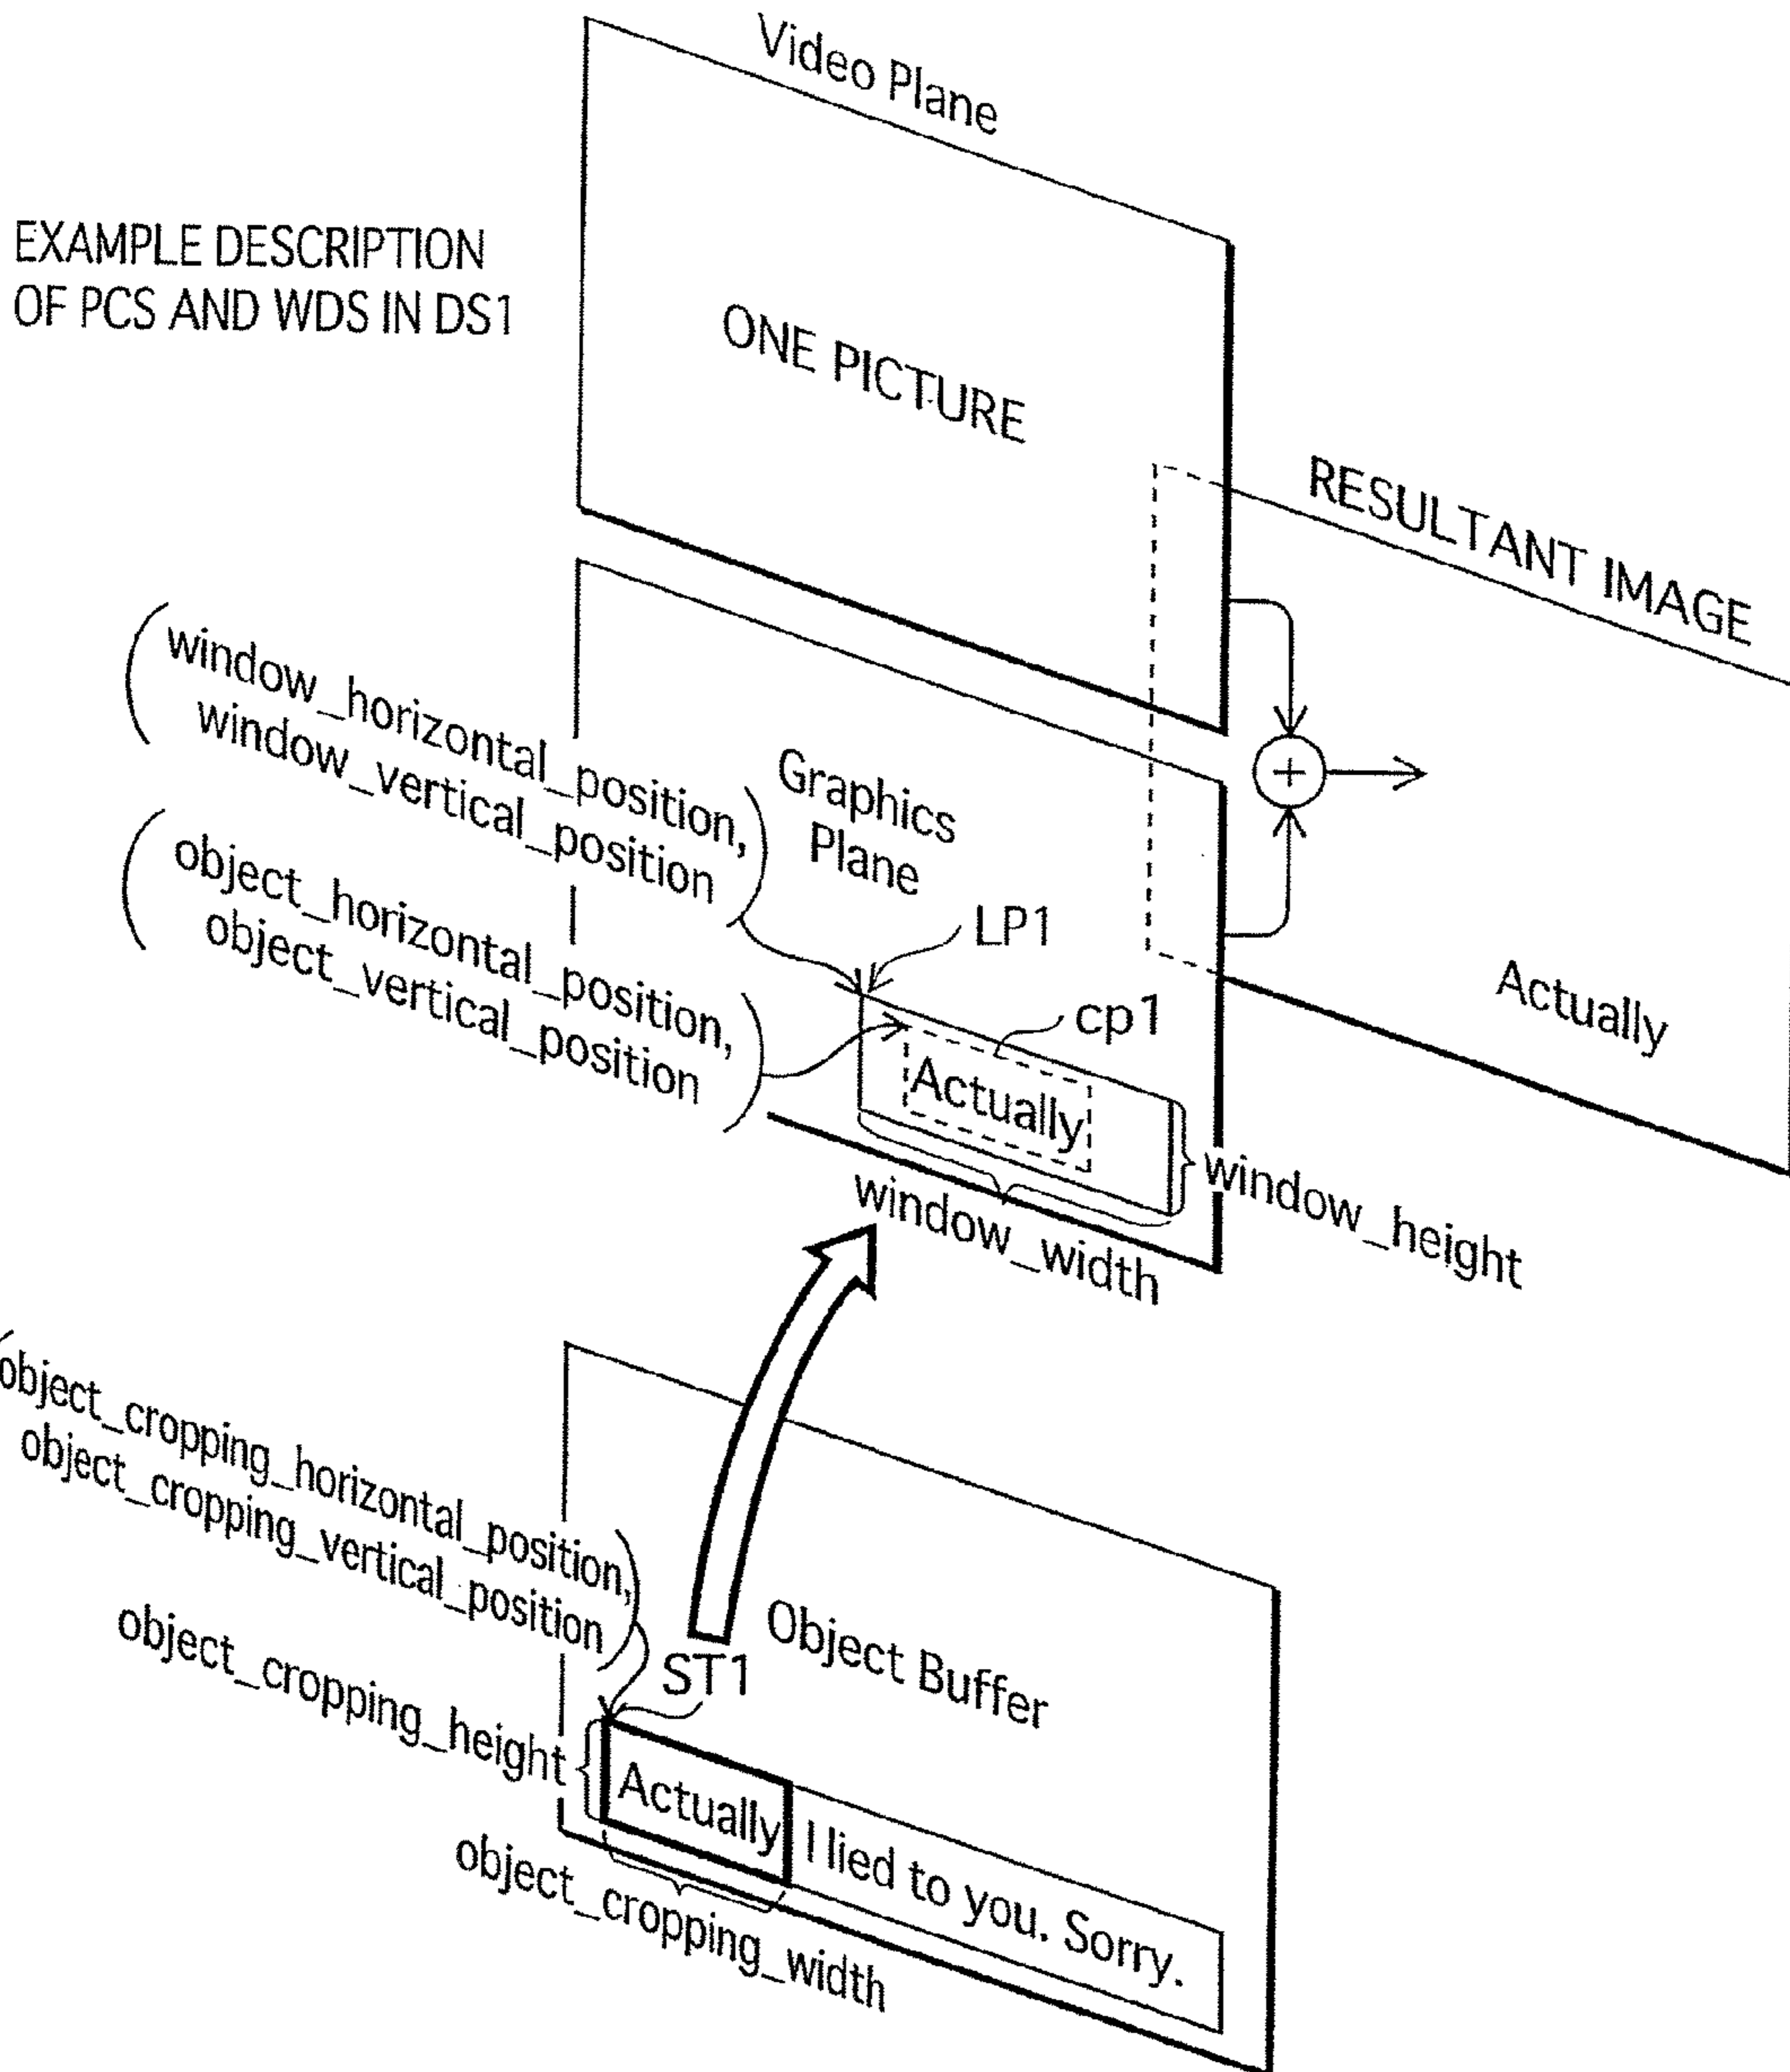 Video Plane
EXAMPLE DESCRIPTION
OF PCS AND WDS IN DS1
ONE PICTURE
RESULTANT IMAGE
(window_horizontal_position,
window_vertical_position)
Graphics
Plane
(object_horizontal_position,
object_vertical_position)
LP1
cp1
Actually
+
Actually
window_height
window_width
(object_cropping_horizontal_position,
object_cropping_vertical_position)
object_cropping_height
ST1
Object Buffer
Actually I lied to you. Sorry.
object_cropping_width